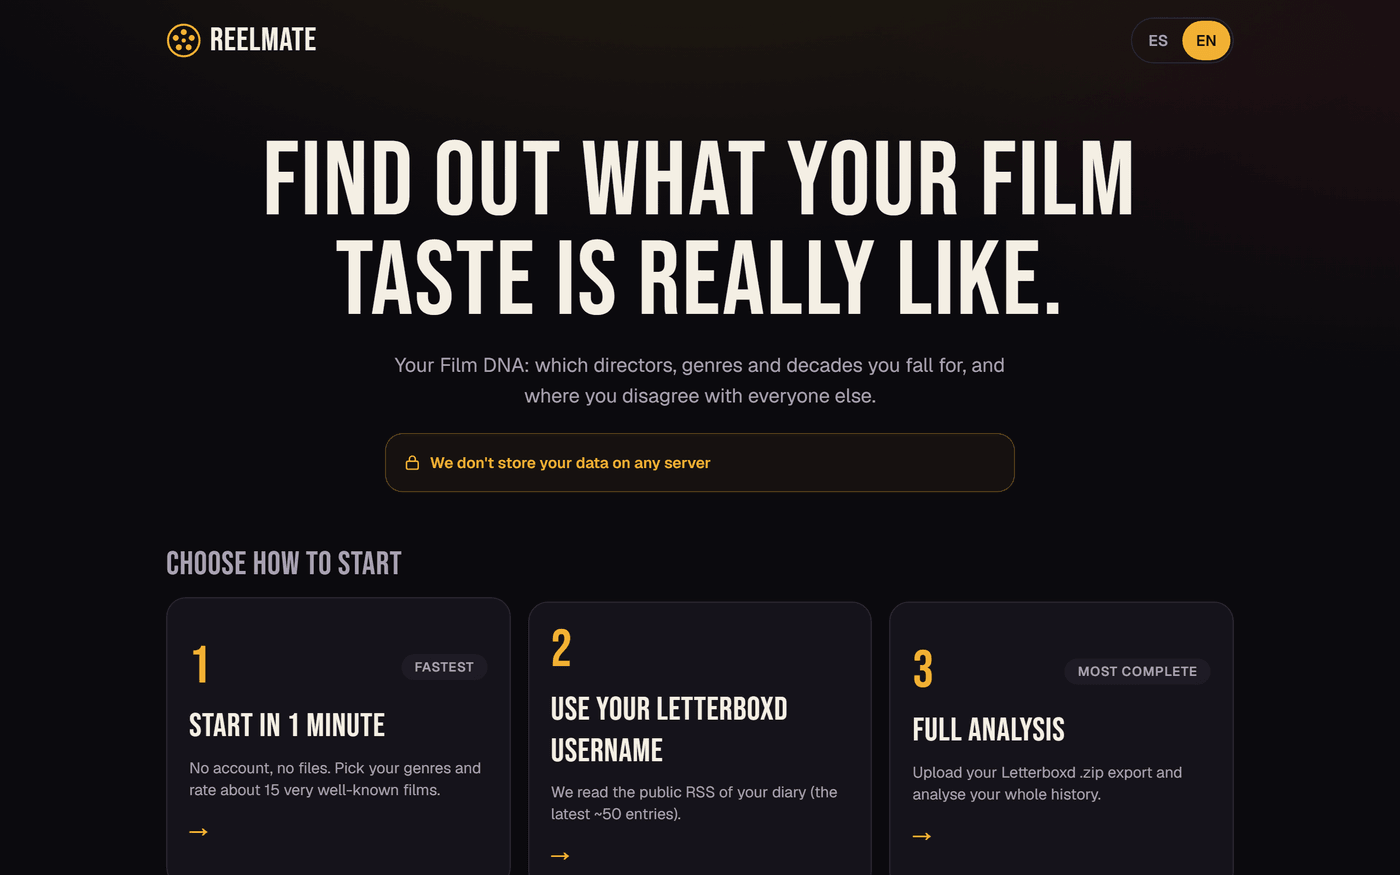 REELMATE
ES EN
FIND OUT WHAT YOUR FILM
TASTE IS REALLY LIKE.
Your Film DNA: which directors, genres and decades you fall for, and
where you disagree with everyone else.
We don't store your data on any server
CHOOSE HOW TO START
1
FASTEST
START IN 1 MINUTE
No account, no files. Pick your genres and
rate about 15 very well-known films.
→
2
USE YOUR LETTERBOXD
USERNAME
We read the public RSS of your diary (the
latest ~50 entries).
→
3
MOST COMPLETE
FULL ANALYSIS
Upload your Letterboxd .zip export and
analyse your whole history.
→